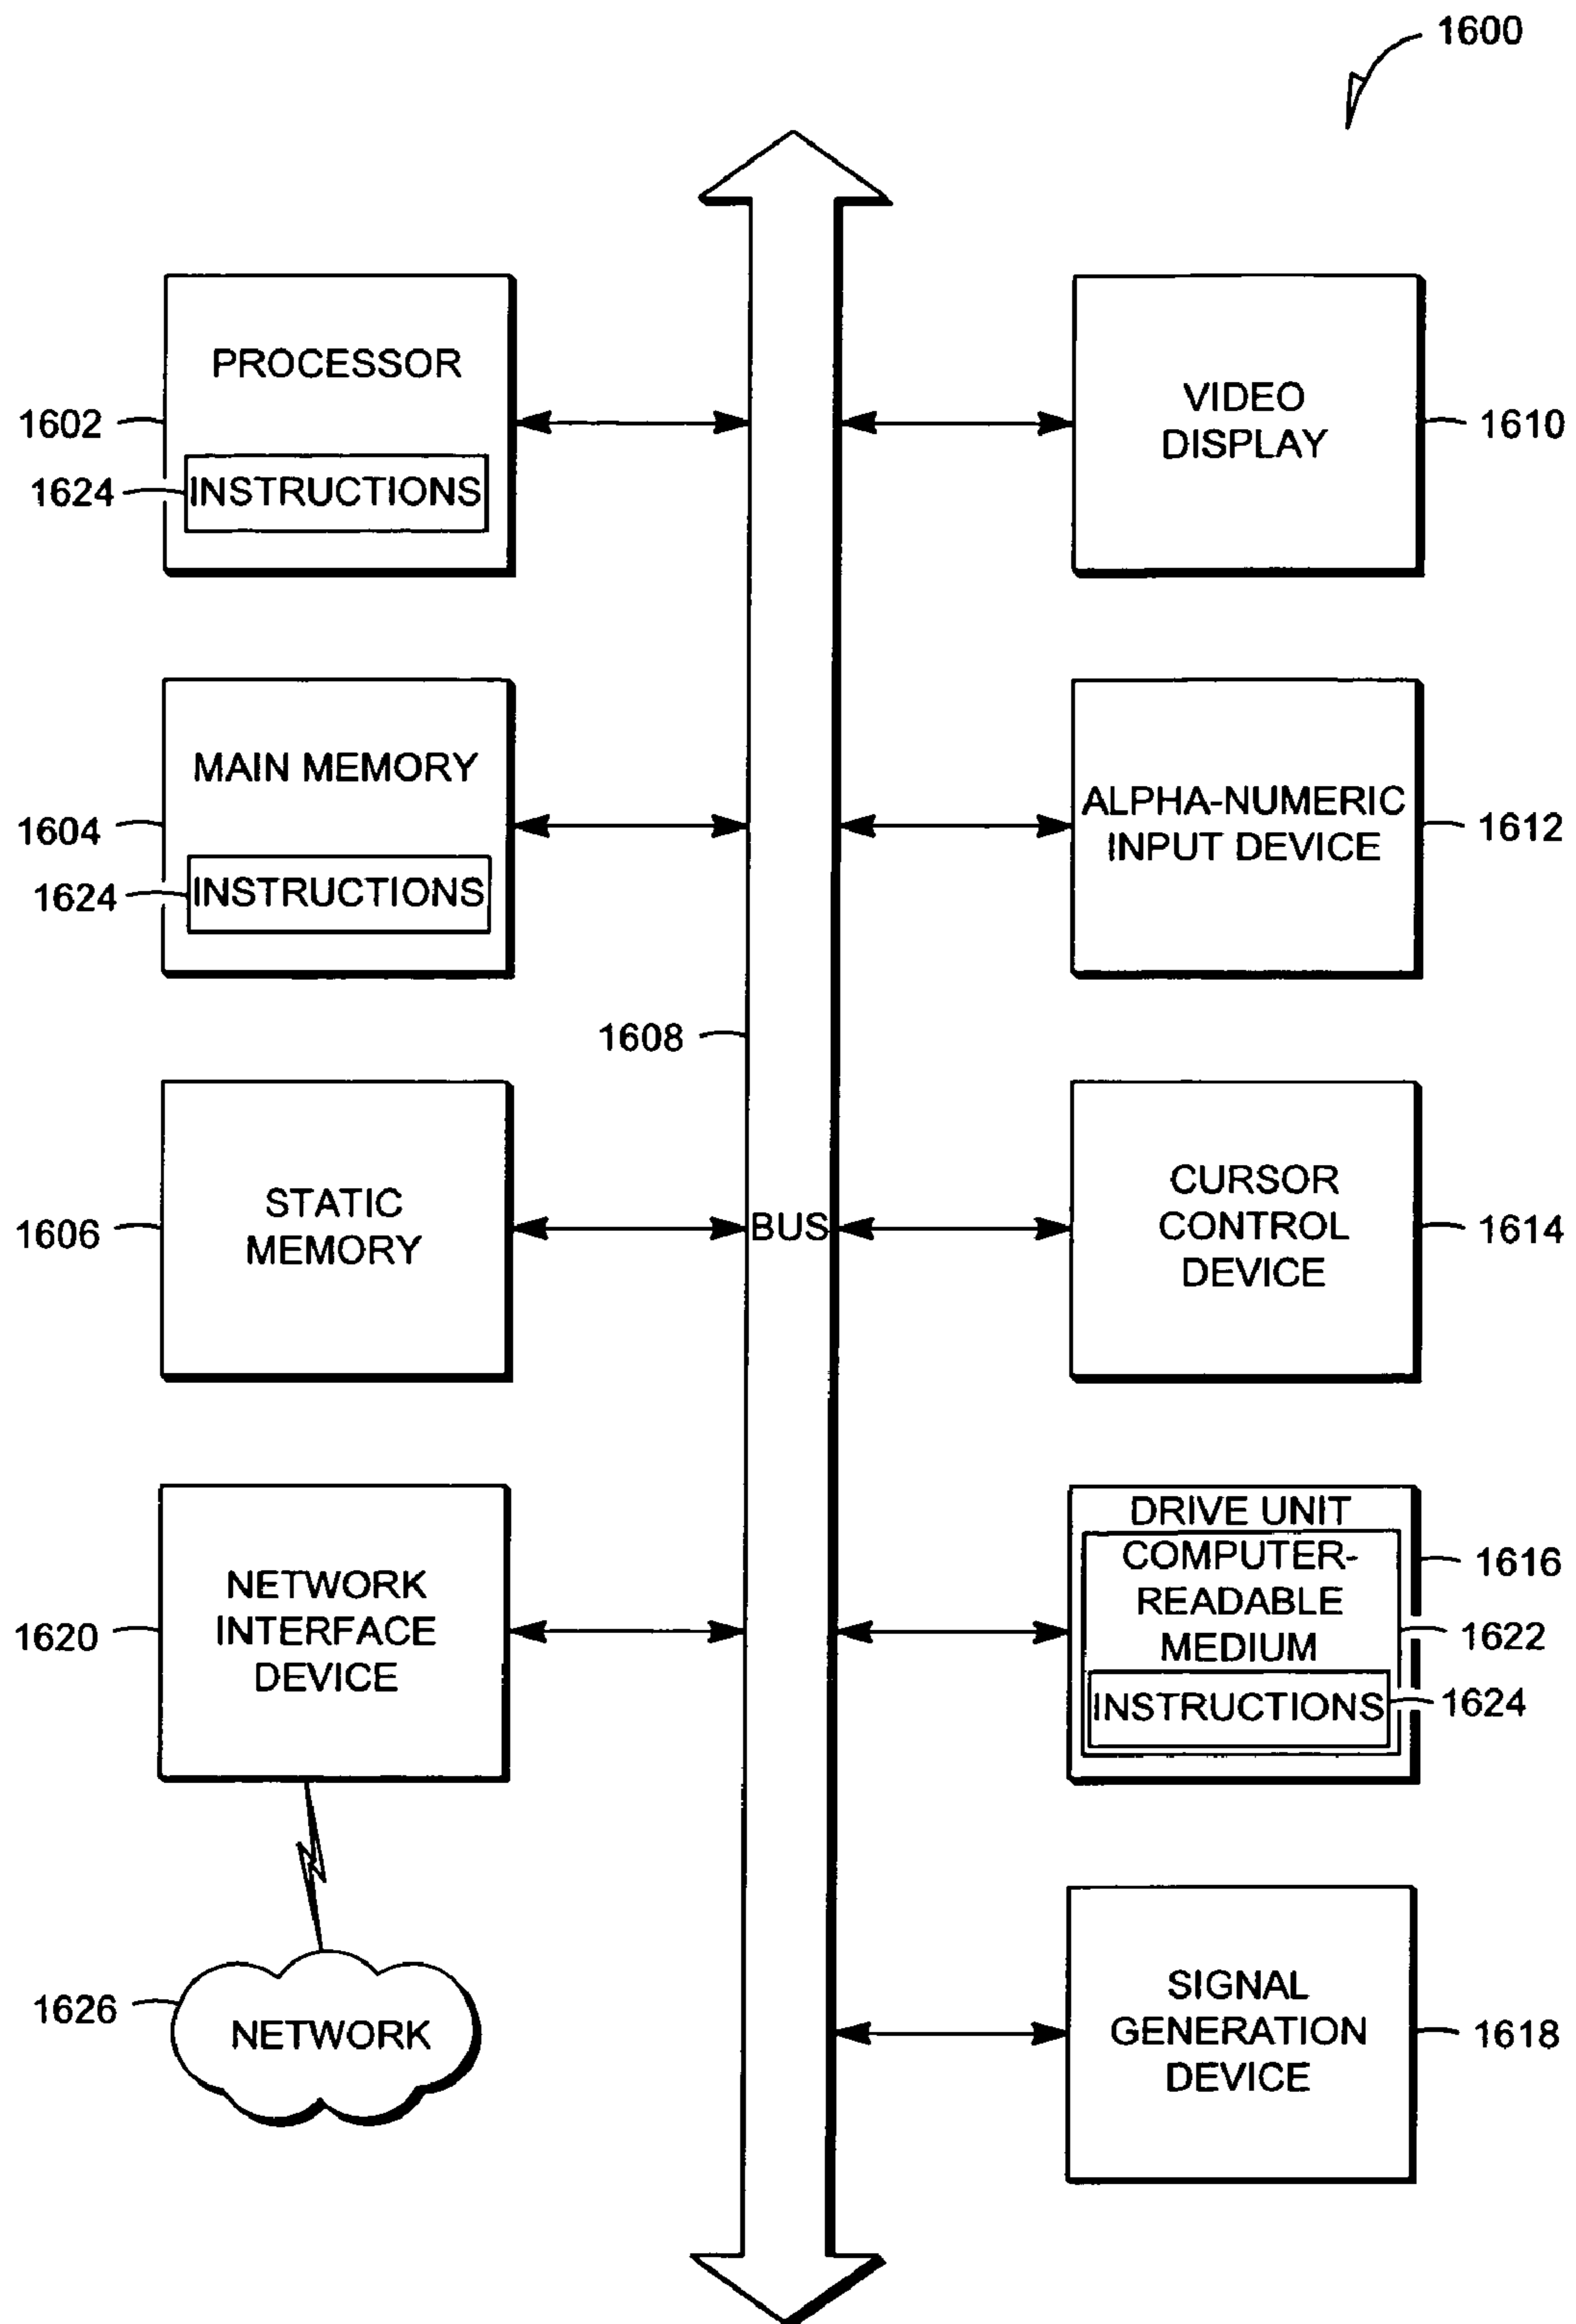 1600
PROCESSOR
1602
1624
INSTRUCTIONS
VIDEO
DISPLAY
1610
MAIN MEMORY
1604
1624
INSTRUCTIONS
ALPHA-NUMERIC
INPUT DEVICE
1612
1608
STATIC
MEMORY
1606
BUS
CURSOR
CONTROL
DEVICE
1614
NETWORK
INTERFACE
DEVICE
1620
DRIVE UNIT
COMPUTER-
READABLE
MEDIUM
1616
1622
INSTRUCTIONS
1624
1626
NETWORK
SIGNAL
GENERATION
DEVICE
1618